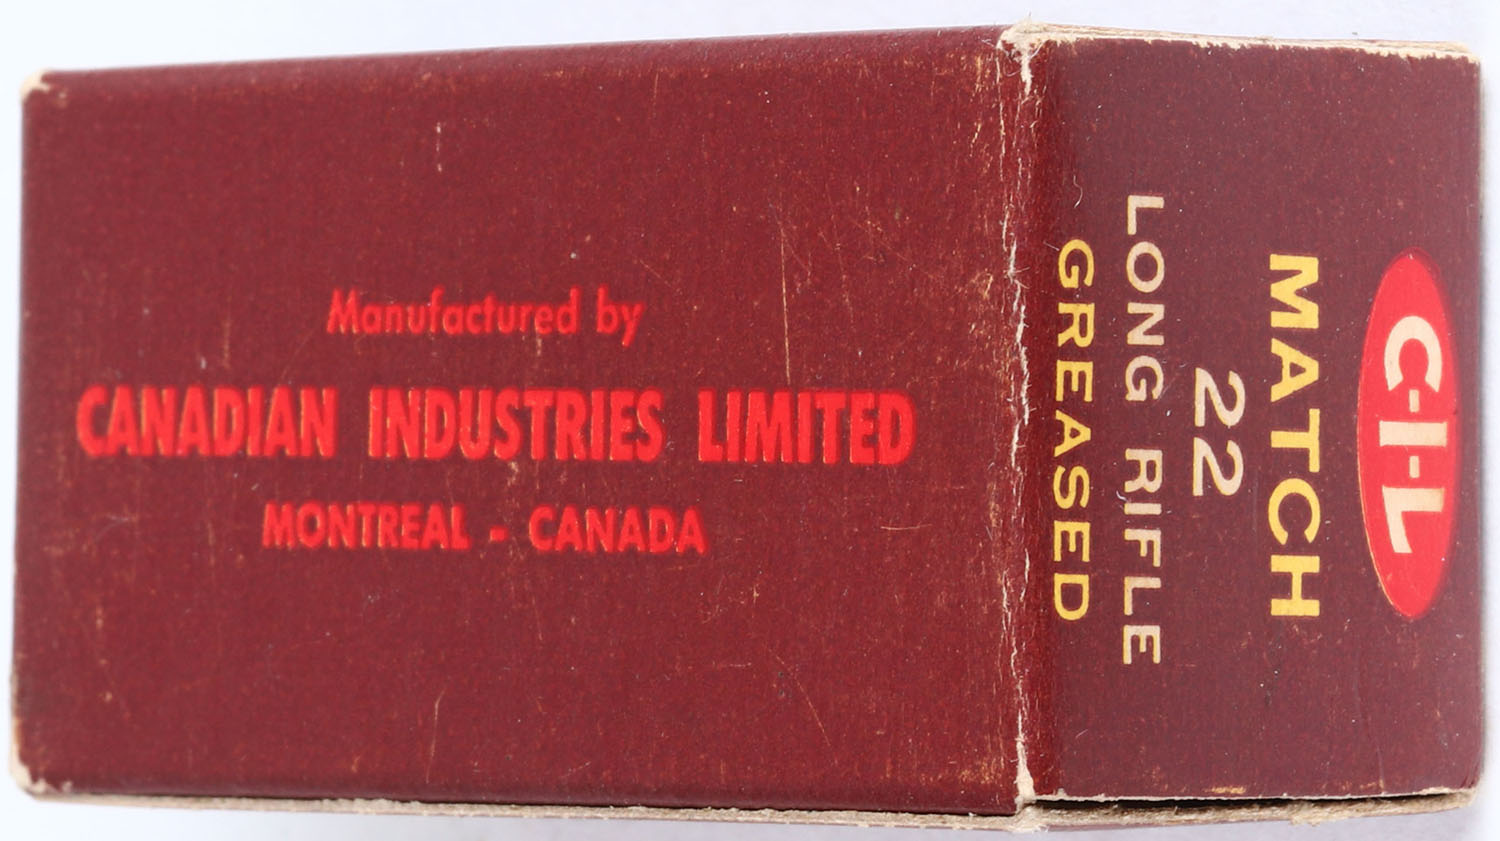 Manufactured by
CANADIAN INDUSTRIES LIMITED
MONTREAL - CANADA
C-I-L
MATCH
22
LONG RIFLE
GREASED